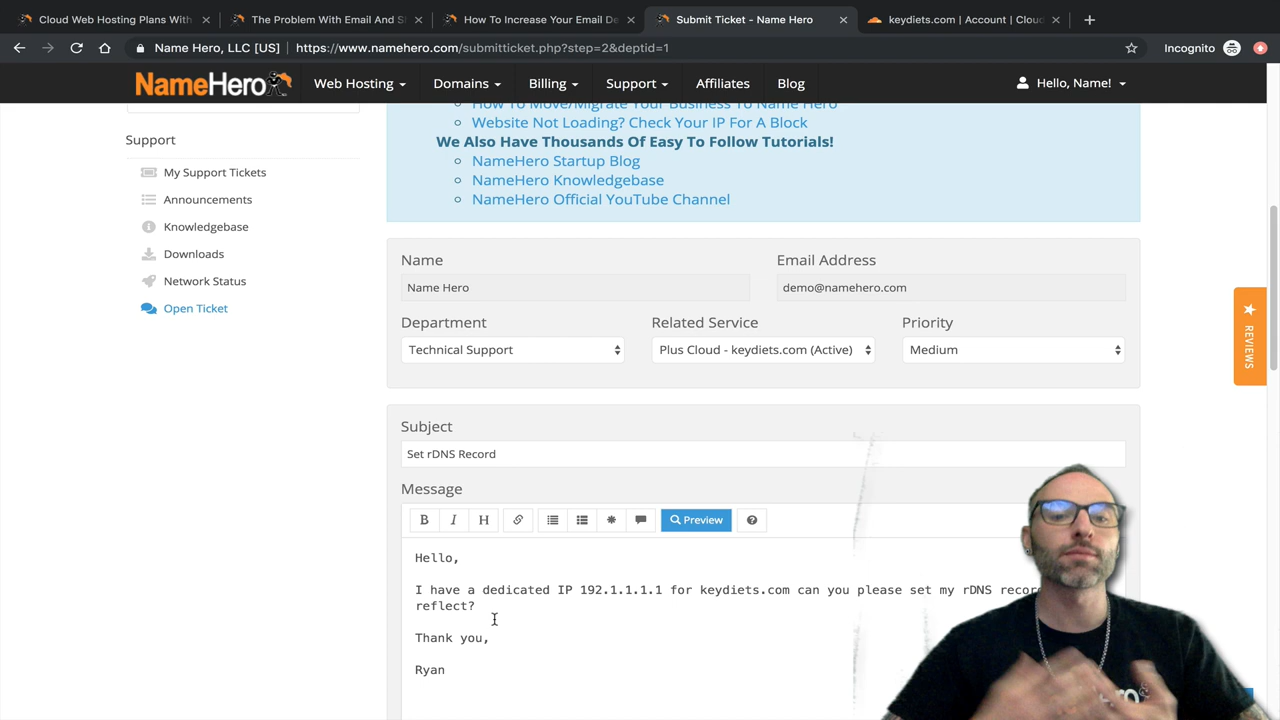 Cloud Web Hosting Plans With
The Problem With Email And S
How To Increase Your Email De
Submit Ticket - Name Hero
keydiets.com | Account | Cloud
Name Hero, LLC [US] | https://www.namehero.com/submitticket.php?step=2&deptid=1
Incognito
NameHero
Web Hosting
Domains
Billing
Support
Affiliates
Blog
Hello, Name!
How To Move/Migrate Your Business To Name Hero
Website Not Loading? Check Your IP For A Block
We Also Have Thousands Of Easy To Follow Tutorials!
NameHero Startup Blog
NameHero Knowledgebase
NameHero Official YouTube Channel
Support
My Support Tickets
Announcements
Knowledgebase
Downloads
Network Status
Open Ticket
Name
Email Address
Name Hero
demo@namehero.com
Department
Related Service
Priority
Technical Support
Plus Cloud - keydiets.com (Active)
Medium
REVIEWS
Subject
Set rDNS Record
Message
B I H
Preview
Hello,
I have a dedicated IP 192.1.1.1.1 for keydiets.com can you please set my rDNS recor
reflect?
Thank you,
Ryan